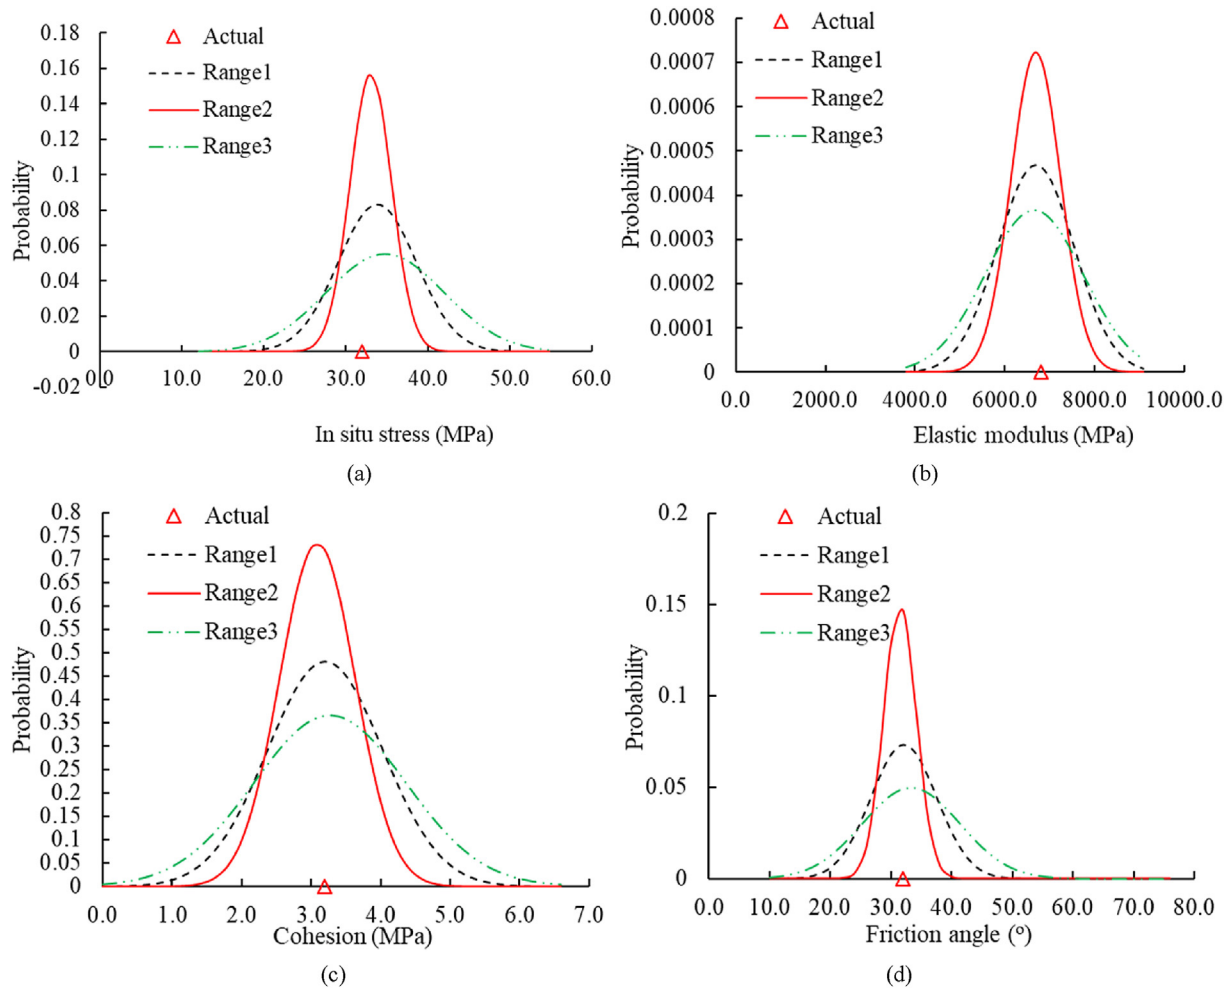 0.18
0.16
0.14
0.12
0.1
0.08
0.06
0.04
0.02
0
-0.02
Probability
Actual
Range1
Range2
Range3
0.0 10.0 20.0 30.0 40.0 50.0 60.0
In situ stress (MPa)
(a)
0.0008
0.0007
0.0006
0.0005
0.0004
0.0003
0.0002
0.0001
0
Probability
Actual
Range1
Range2
Range3
0.0 2000.0 4000.0 6000.0 8000.0 10000.0
Elastic modulus (MPa)
(b)
0.8
0.75
0.7
0.65
0.6
0.55
0.5
0.45
0.4
0.35
0.3
0.25
0.2
0.15
0.1
0.05
0
Probability
Actual
Range1
Range2
Range3
0.0 1.0 2.0 3.0 4.0 5.0 6.0 7.0
Cohesion (MPa)
(c)
0.2
0.15
0.1
0.05
0
Probability
Actual
Range1
Range2
Range3
0.0 10.0 20.0 30.0 40.0 50.0 60.0 70.0 80.0
Friction angle (°)
(d)